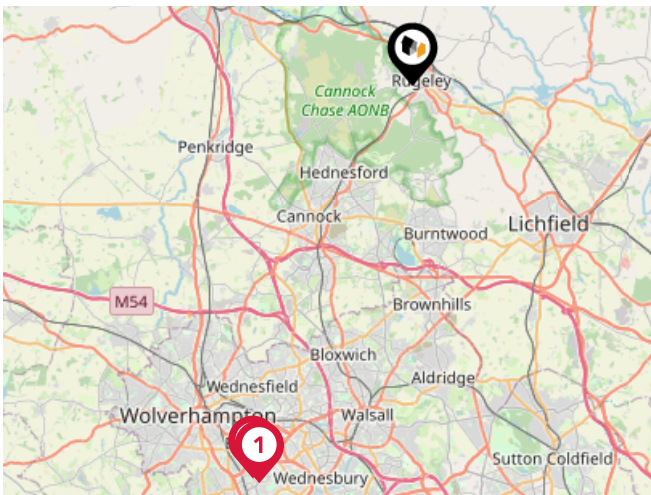 Rugeley
Cannock
Chase AONB
Penkridge
Hednesford
Cannock
Lichfield
Burntwood
M54
Brownhills
Bloxwich
Aldridge
Wednesfield
Wolverhampton
Walsall
1
Sutton Coldfield
Wednesbury